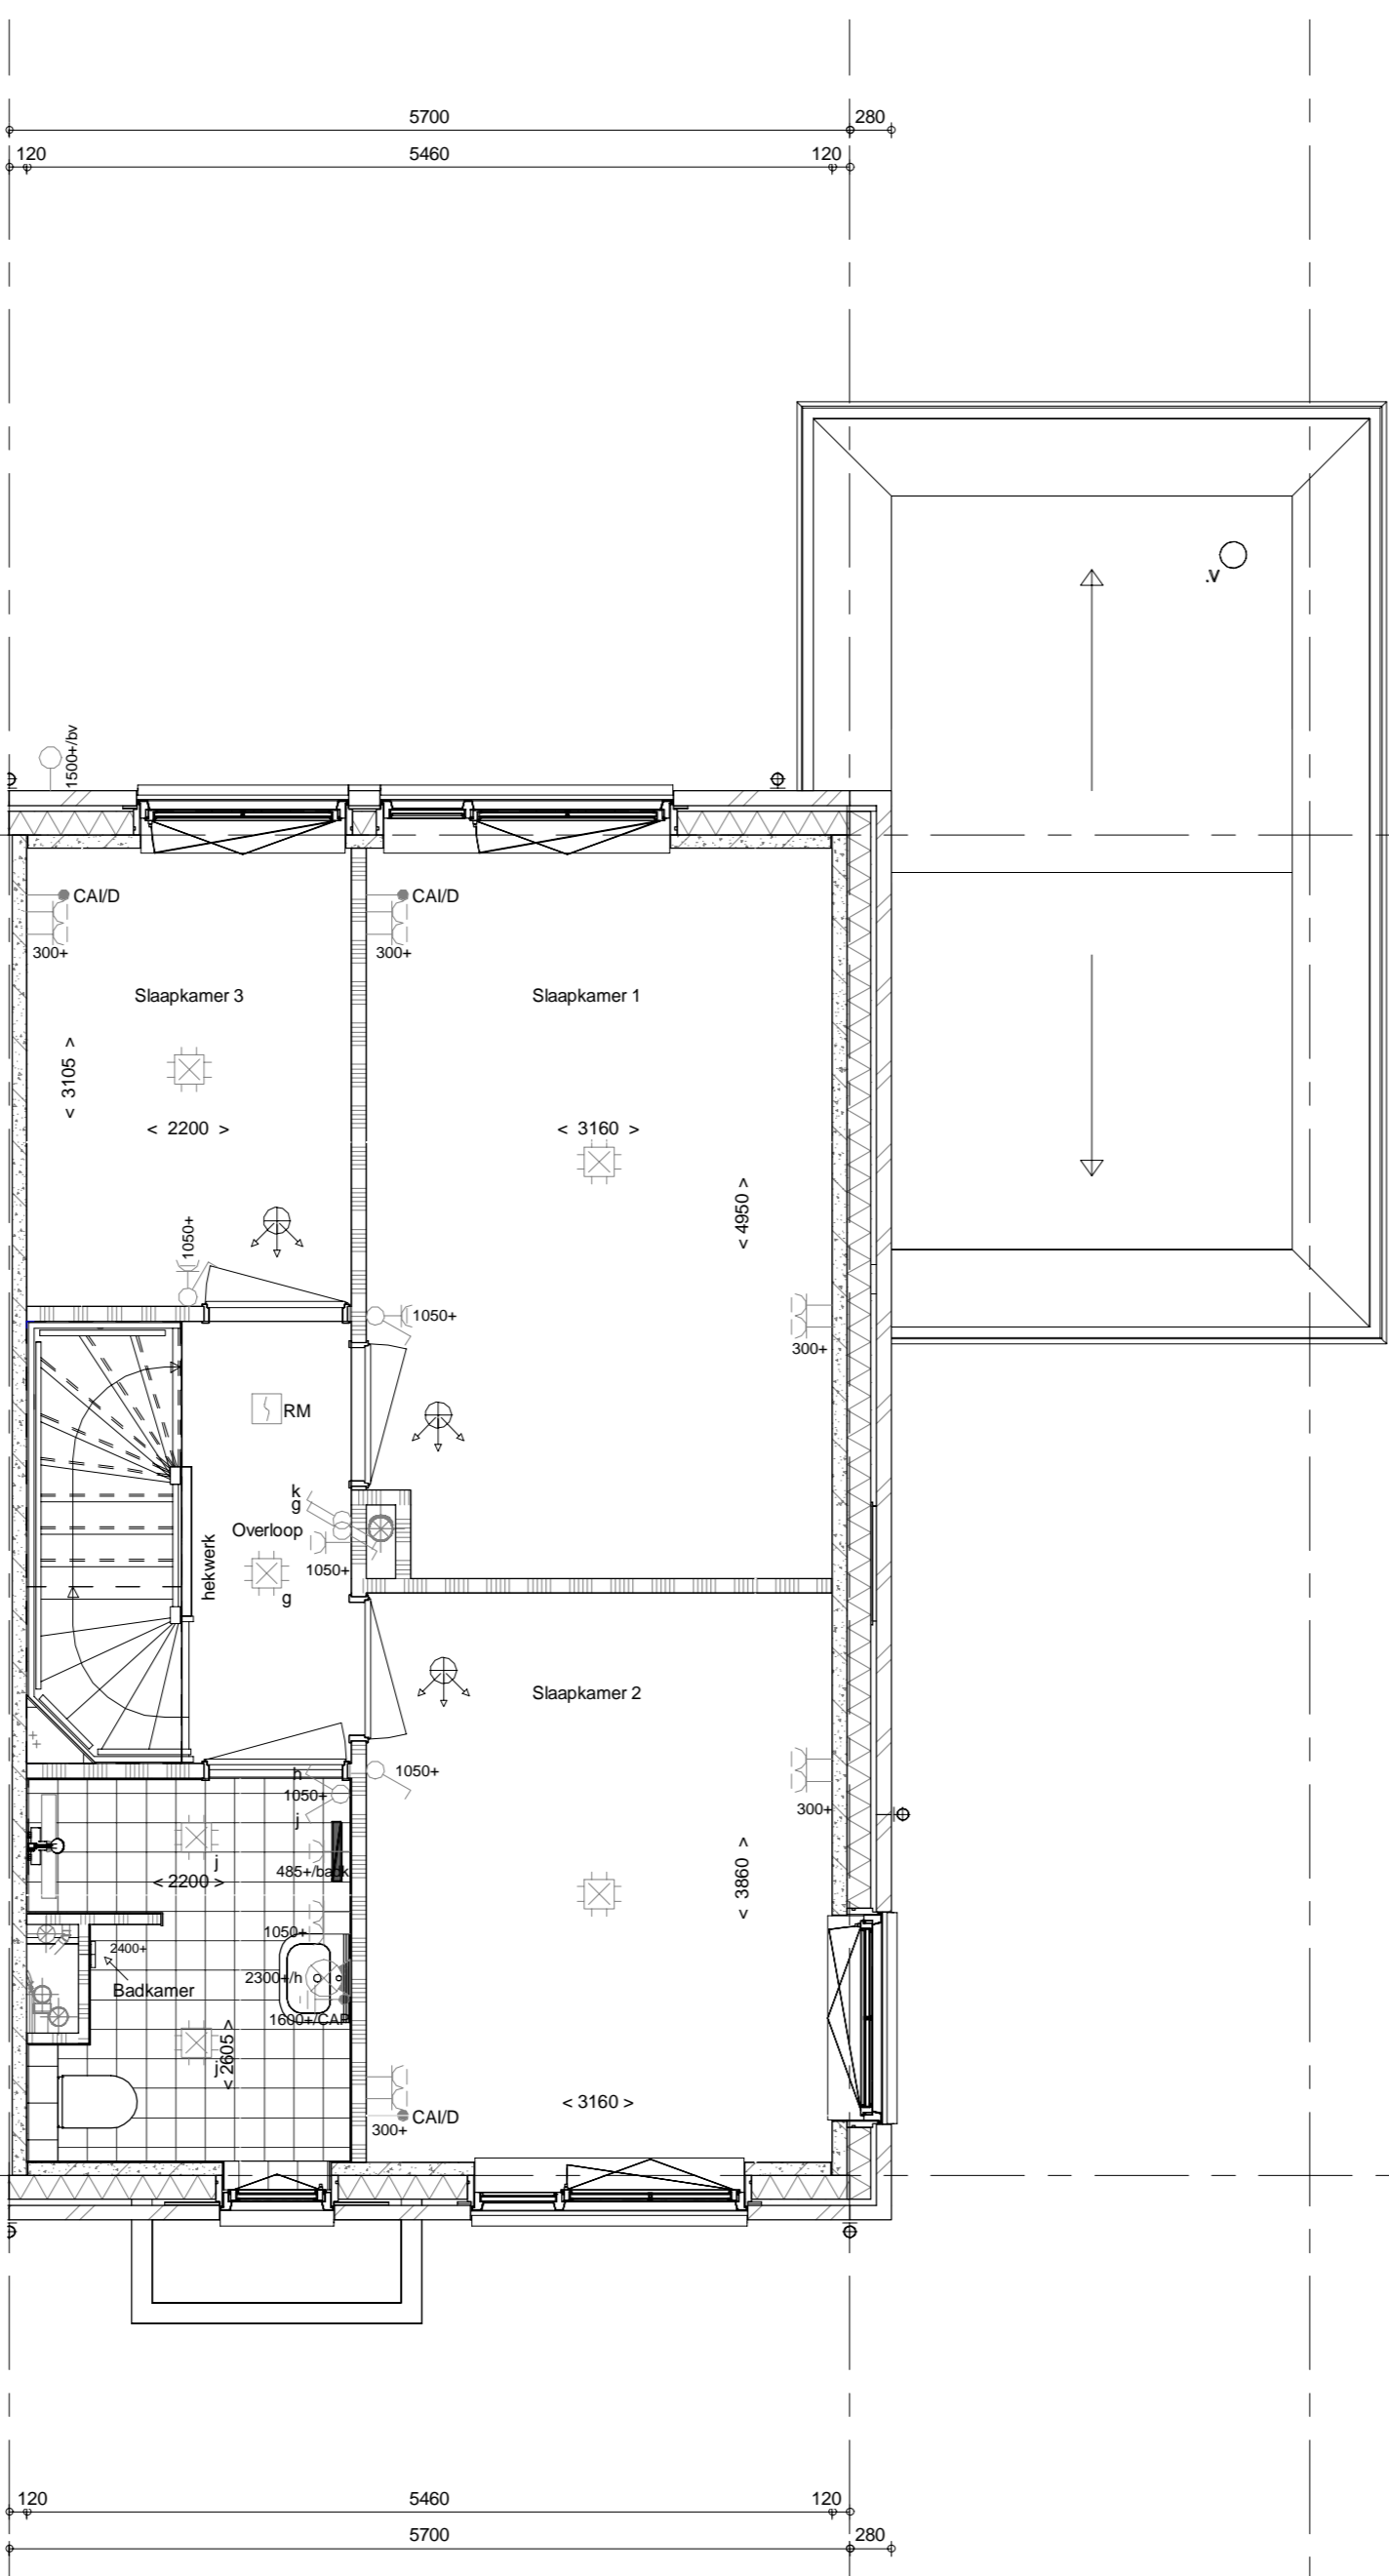 5700
280
120
5460
120
.V
1500+/bv
CAI/D
CAI/D
300+
300+
Slaapkamer 3
Slaapkamer 1
< 3105 >
< 2200 >
< 3160 >
< 4950 >
1050+
1050+
300+
RM
k
g
Overloop
hekwerk
1050+
g
Slaapkamer 2
h
1050+
1050+
j
300+
j
485+/badk
< 2200 >
< 3860 >
1050+
2400+
2300+/h
Badkamer
1600+/CAP
< 2605 >
j
< 3160 >
CAI/D
300+
120
5460
120
5700
280